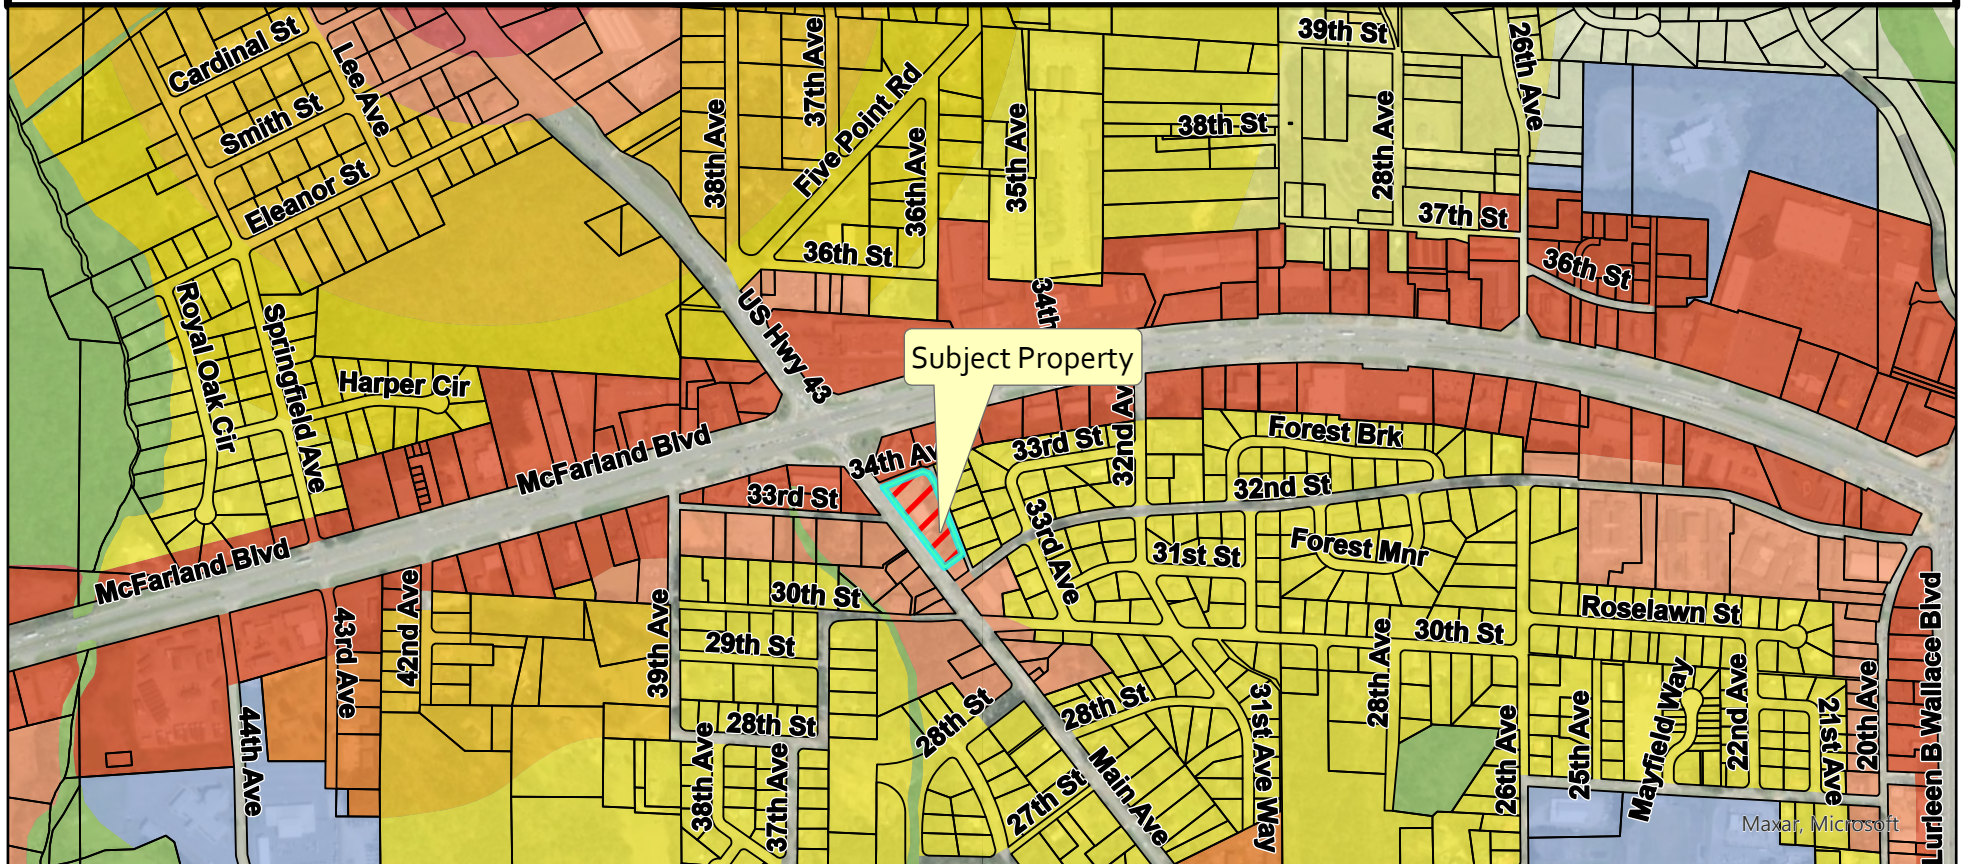 Cardinal St
Lee Ave
Smith St
Eleanor St
38th Ave
37th Ave
Five Point Rd
36th Ave
35th Ave
36th St
38th St
39th St
28th Ave
26th Ave
37th St
36th St
34th
US Hwy 43
Subject Property
Royal Oak Cir
Springfield Ave
Harper Cir
McFarland Blvd
McFarland Blvd
34th Av
33rd St
33rd St
32nd Av
Forest Brk
32nd St
33rd Ave
31st St
Forest Mnr
30th St
29th St
28th St
39th Ave
42nd Ave
43rd Ave
44th Ave
38th Ave
37th Ave
28th St
28th St
27th St
Main Ave
31st Ave Way
28th Ave
30th St
26th Ave
25th Ave
Roselawn St
Mayfield Way
22nd Ave
21st Ave
20th Ave
Lurleen B Wallace Blvd
Maxar, Microsoft